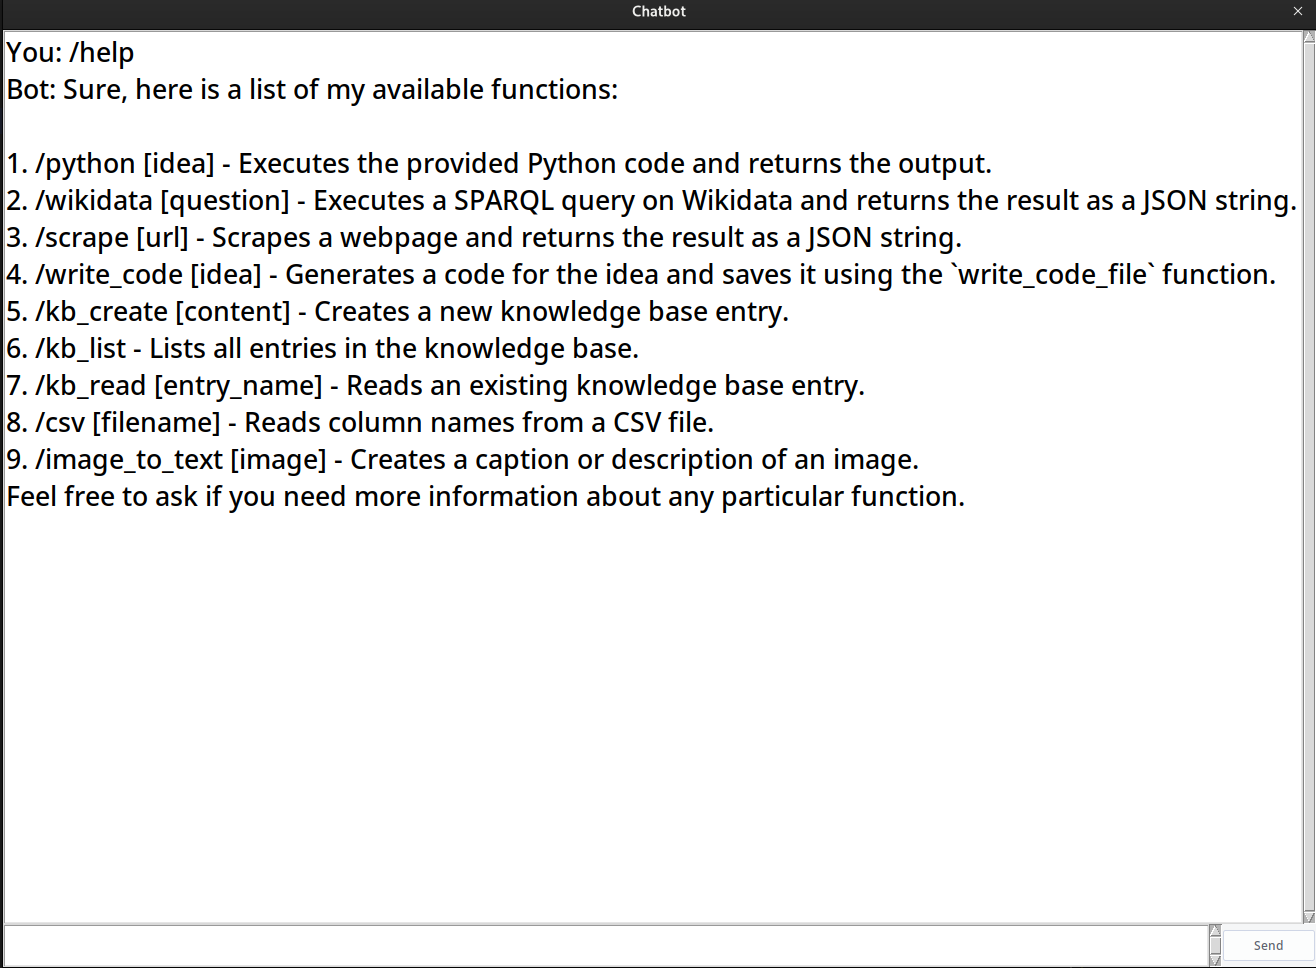 Chatbot
You: /help
Bot: Sure, here is a list of my available functions:
1. /python [idea] - Executes the provided Python code and returns the output.
2. /wikidata [question] - Executes a SPARQL query on Wikidata and returns the result as a JSON string.
3. /scrape [url] - Scrapes a webpage and returns the result as a JSON string.
4. /write_code [idea] - Generates a code for the idea and saves it using the `write_code_file` function.
5. /kb_create [content] - Creates a new knowledge base entry.
6. /kb_list - Lists all entries in the knowledge base.
7. /kb_read [entry_name] - Reads an existing knowledge base entry.
8. /csv [filename] - Reads column names from a CSV file.
9. /image_to_text [image] - Creates a caption or description of an image.
Feel free to ask if you need more information about any particular function.
Send